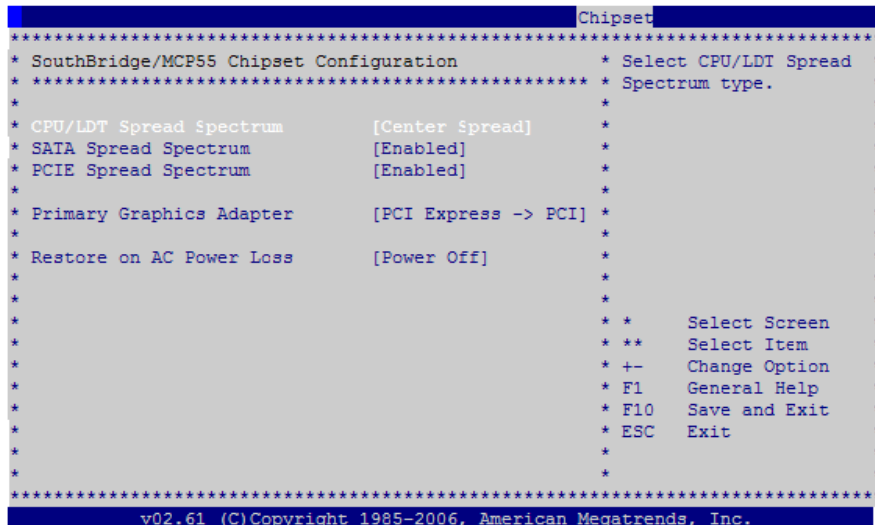 Chipset
********************************************************************************
* SouthBridge/MCP55 Chipset Configuration * Select CPU/LDT Spread
* *************************************************** * Spectrum type.
* *
* CPU/LDT Spread Spectrum [Center Spread] *
* SATA Spread Spectrum [Enabled] *
* PCIE Spread Spectrum [Enabled] *
* *
* Primary Graphics Adapter [PCI Express -> PCI] *
* *
* Restore on AC Power Loss [Power Off] *
* *
* *
* * * Select Screen
* * ** Select Item
* * +- Change Option
* * F1 General Help
* * F10 Save and Exit
* * ESC Exit
* *
* *
********************************************************************************
v02.61 (C)Copyright 1985-2006, American Megatrends, Inc.